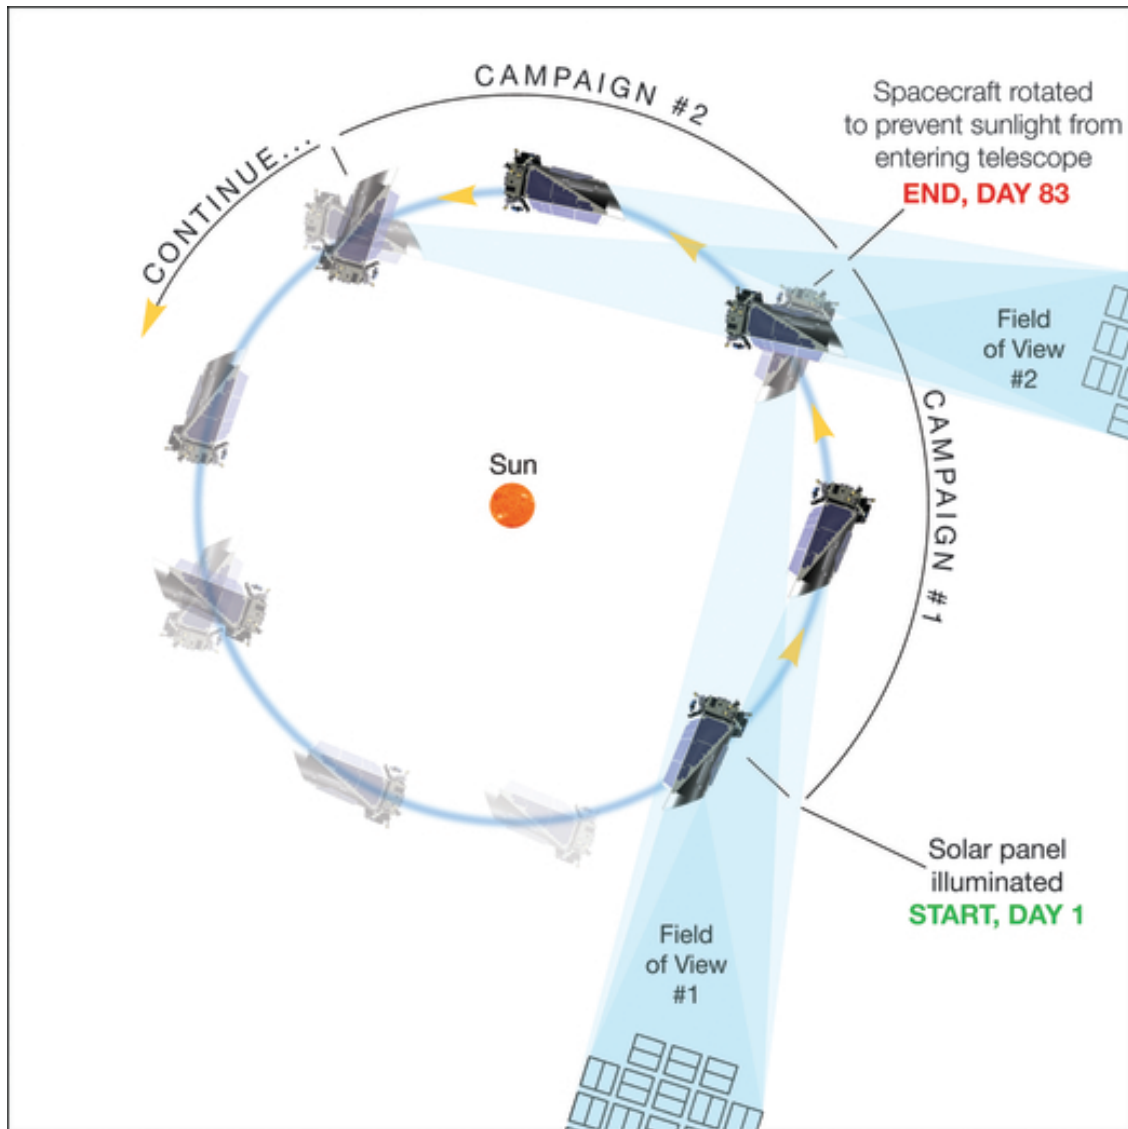 CAMPAIGN #2
Spacecraft rotated
to prevent sunlight from
entering telescope
END, DAY 83
CONTINUE...
Field
of View
#2
CAMPAIGN #1
Sun
Solar panel
illuminated
START, DAY 1
Field
of View
#1